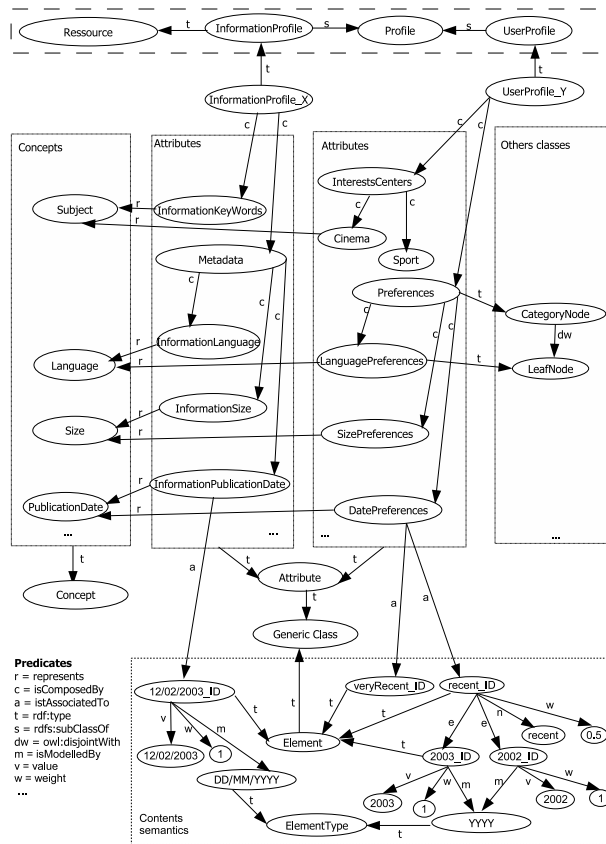 Ressource
t
InformationProfile
s
Profile
s
UserProfile
t
t
InformationProfile_X
UserProfile_Y
c
c
c
c
Concepts
Attributes
Attributes
Others classes
InterestsCenters
Subject
r
InformationKeyWords
c
c
r
Cinema
Metadata
Sport
c
c
c
Preferences
t
CategoryNode
c
c
c
dw
InformationLanguage
r
Language
r
LanguagePreferences
t
LeafNode
r
InformationSize
Size
r
SizePreferences
InformationPublicationDate
r
PublicationDate
r
DatePreferences
...
...
...
...
t
a
t
t
Attribute
Concept
a
a
t
Generic Class
Predicates
r = represents
c = isComposedBy
a = istAssociatedTo
t = rdf:type
s = rdfs:subClassOf
dw = owl:disjointWith
m = isModelledBy
v = value
w = weight
...
12/02/2003_ID
t
veryRecent_ID
recent_ID
v
w
m
t
t
t
e
e
n
w
Element
recent
0.5
12/02/2003
1
t
2003_ID
2002_ID
DD/MM/YYYY
v
w
m
m
v
w
2003
1
2002
1
t
Contents
semantics
ElementType
t
YYYY